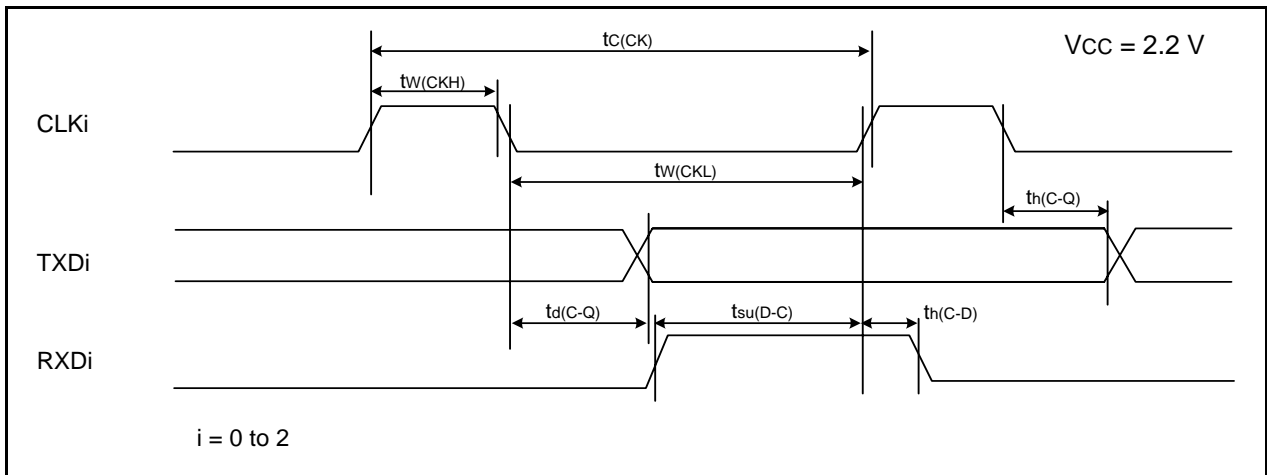 tC(CK)
VCC = 2.2 V
tW(CKH)
CLKi
tW(CKL)
th(C-Q)
TXDi
td(C-Q)
tsu(D-C)
th(C-D)
RXDi
i = 0 to 2